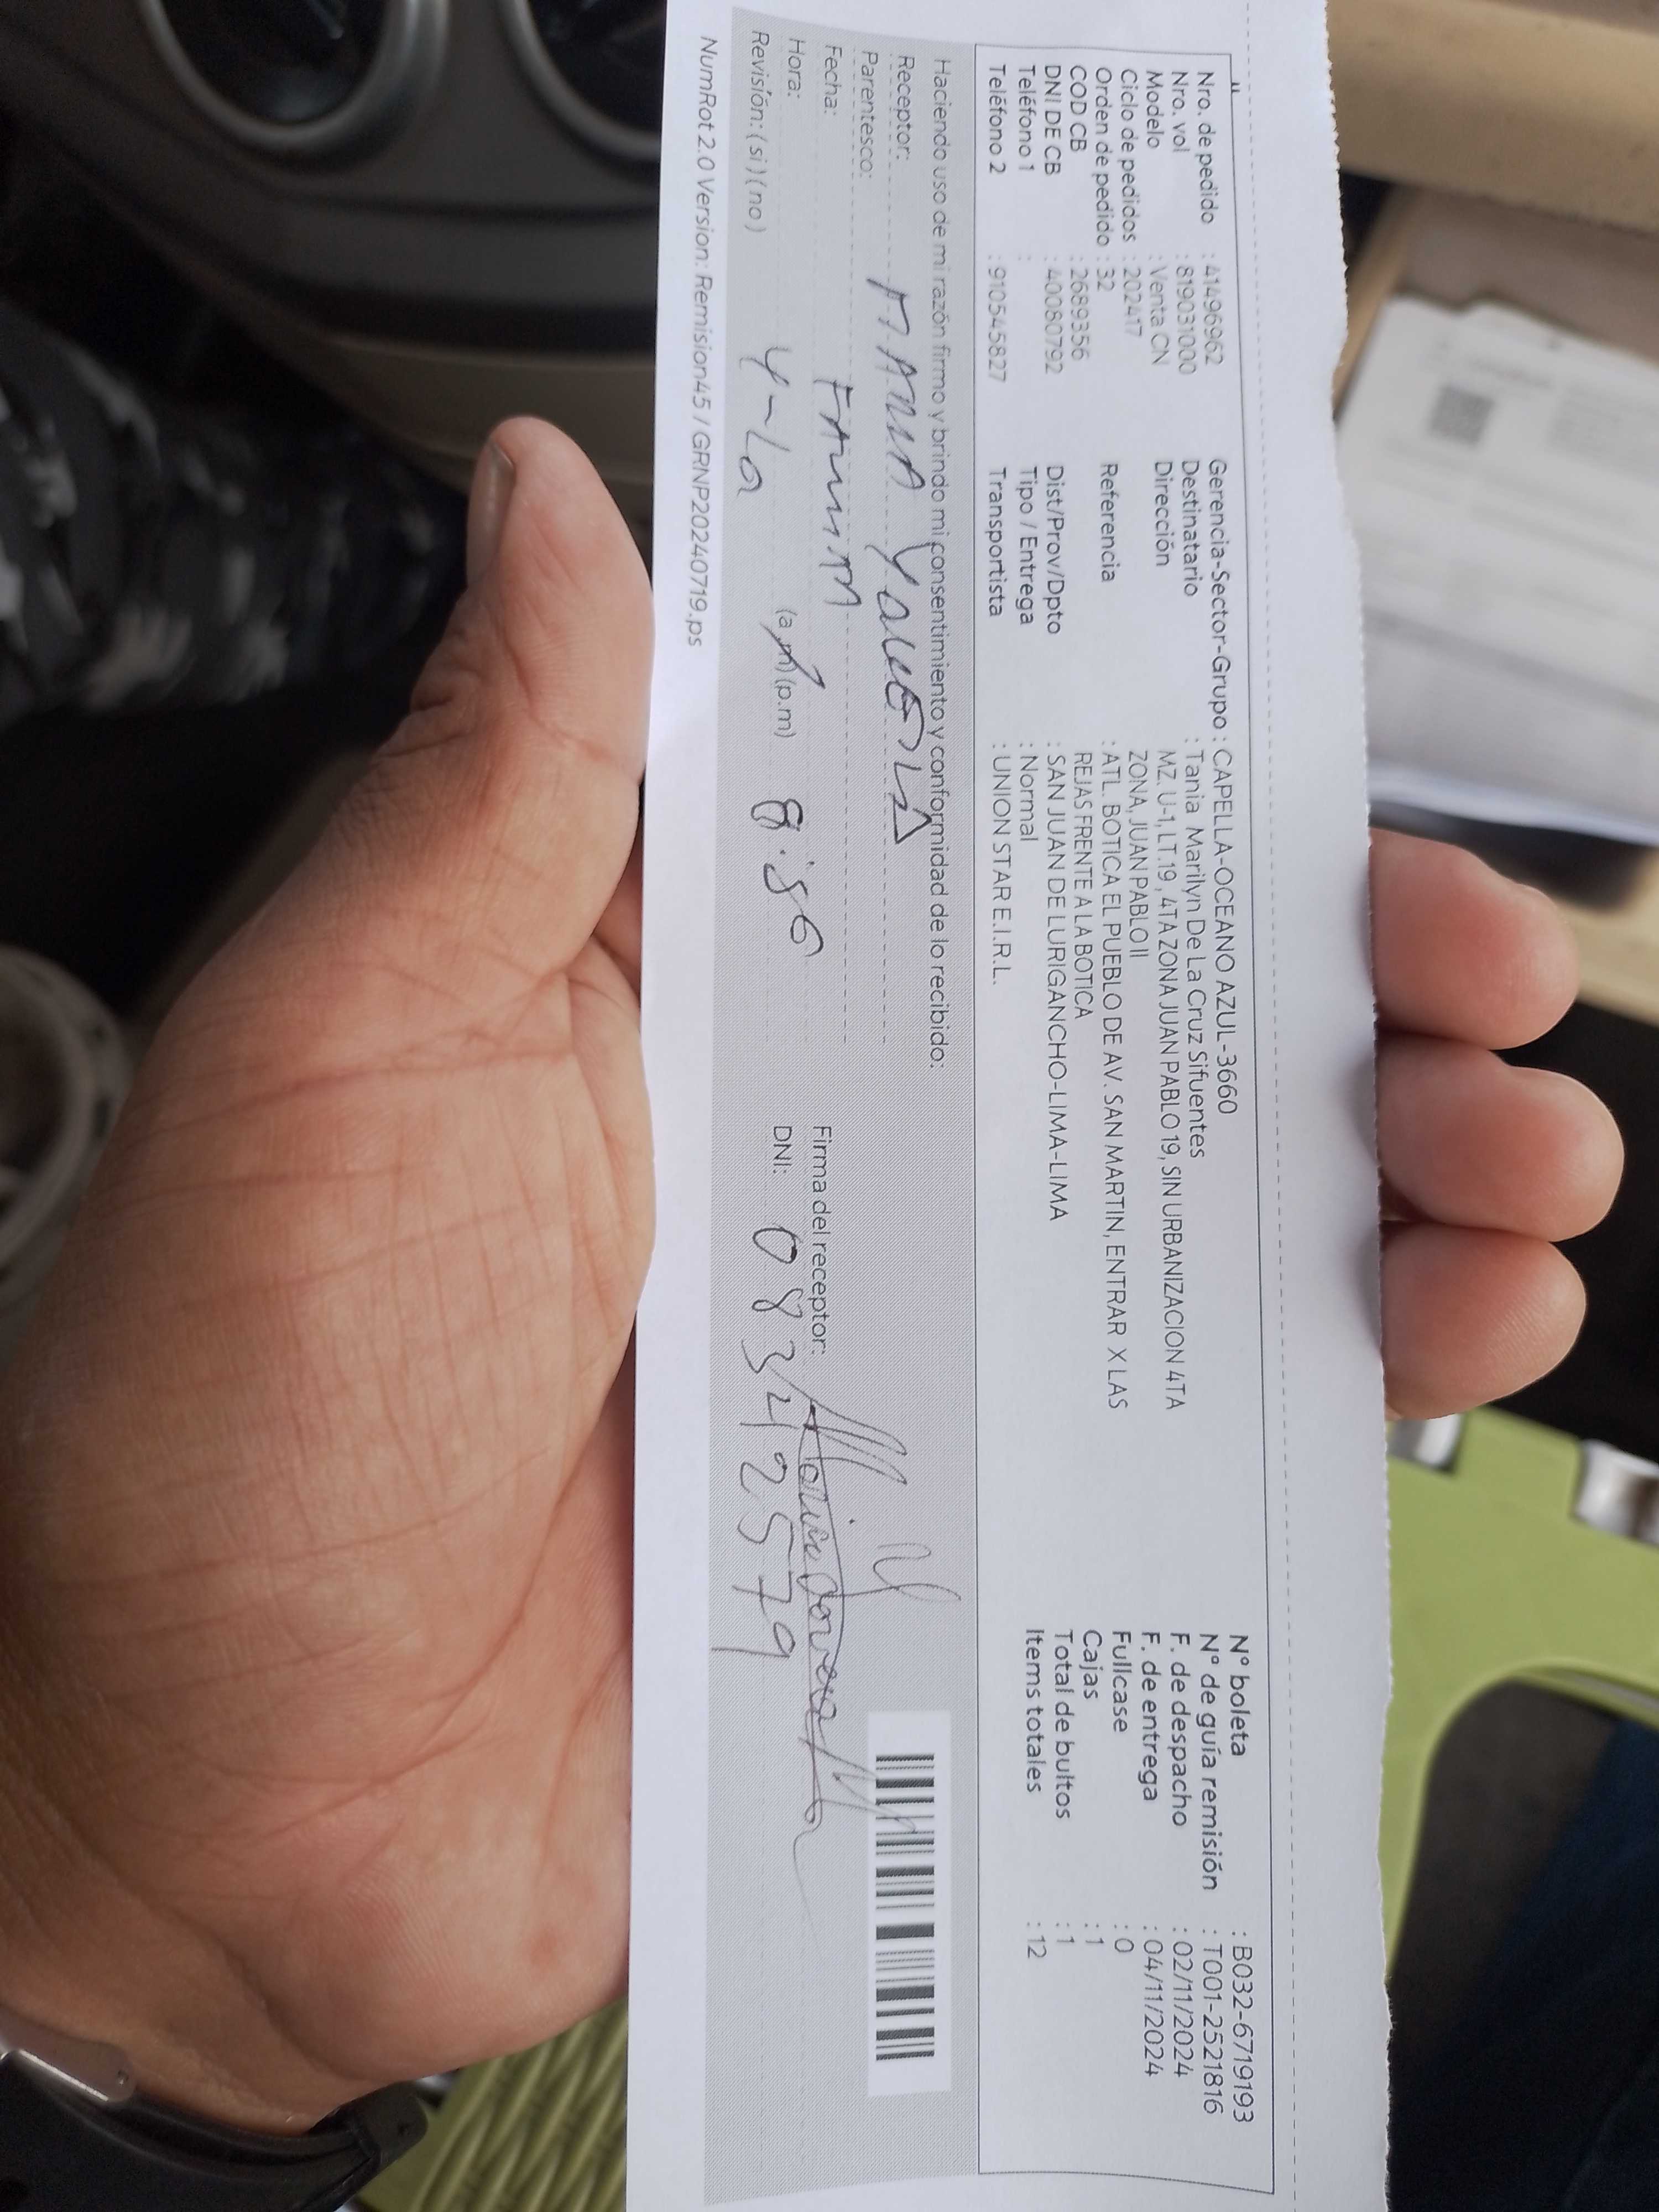 Nro. de pedido : 41496962
Nro. vol : 819031000
Modelo : Venta CN
Ciclo de pedidos : 202417
Orden de pedido : 32
COD CB : 2689356
DNI DE CB : 40080792
Teléfono 1 :
Teléfono 2 : 910545827
Gerencia-Sector-Grupo : CAPELLA-OCEANO AZUL-3660
Destinatario : Tania Marilyn De La Cruz Sifuentes
Dirección MZ. U-1, LT.19, 4TA ZONA JUAN PABLO 19, SIN URBANIZACION 4TA
ZONA, JUAN PABLO II
Referencia : ATL. BOTICA EL PUEBLO DE AV. SAN MARTIN, ENTRAR X LAS
REJAS FRENTE A LA BOTICA
Dist/Prov/Dpto : SAN JUAN DE LURIGANCHO-LIMA-LIMA
Tipo / Entrega : Normal
Transportista : UNION STAR E.I.R.L.
N° boleta : B032-6719193
N° de guía remisión : T001-2521816
F. de despacho : 02/11/2024
F. de entrega : 04/11/2024
Fullcase : 0
Cajas : 1
Total de bultos : 1
Items totales : 12
Haciendo uso de mi razón firmo y brindo mi consentimiento y conformidad de lo recibido:
Receptor:
Parentesco:
Fecha:
Hora: (a.m) (p.m) 8:56
Revisión: (si) (no)
Firma del receptor:
DNI:
NumRot 2.0 Version: Remision45 / GRNP20240719.ps